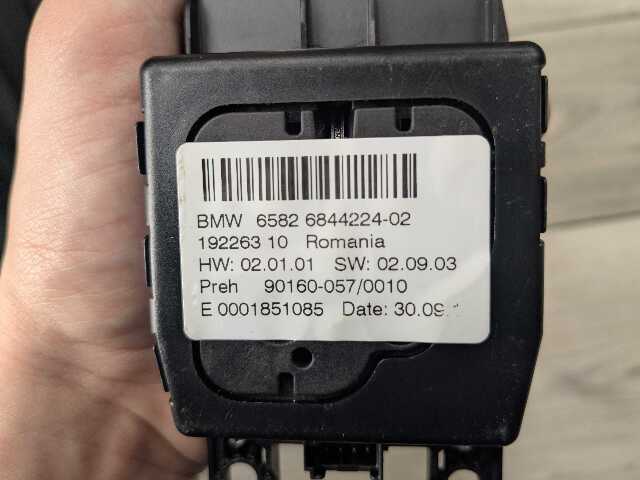 BMW 6582 6844224-02
192263 10 Romania
HW: 02.01.01 SW: 02.09.03
Preh 90160-057/0010
E 0001851085 Date: 30.09.